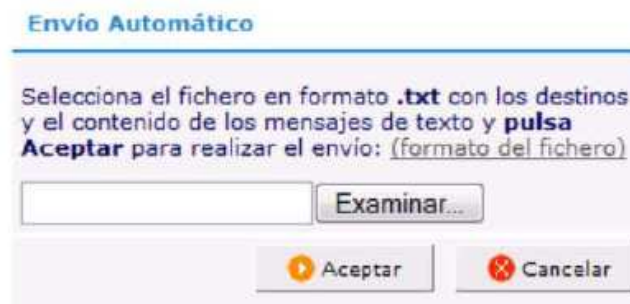 Envío Automático
Selecciona el fichero en formato .txt con los destinos
y el contenido de los mensajes de texto y pulsa
Aceptar para realizar el envío: (formato del fichero)
Examinar...
Aceptar
Cancelar